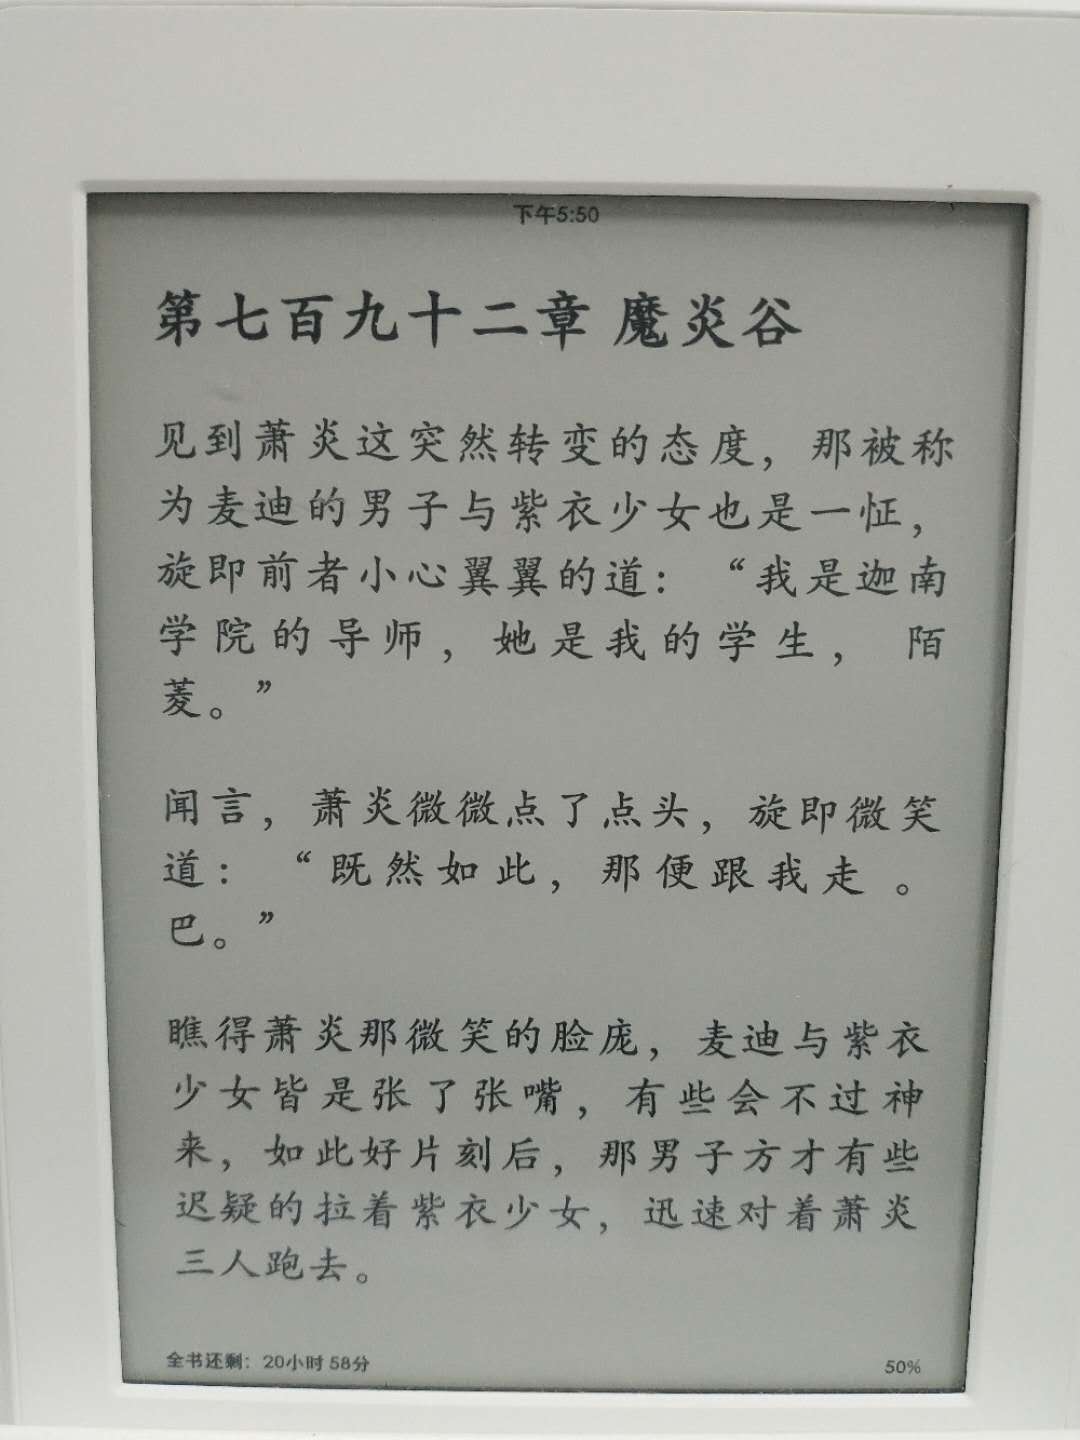 下午5:50
第七百九十二章 魔炎谷
见到萧炎这突然转变的态度，那被称
为麦迪的男子与紫衣少女也是一怔，
旋即前者小心翼翼的道： “我是迦南
学院的导师，她是我的学生， 陌
菱。”
闻言，萧炎微微点了点头，旋即微笑
道： “既然如此，那便跟我走 。
巴。”
瞧得萧炎那微笑的脸庞，麦迪与紫衣
少女皆是张了张嘴，有些会不过神
来，如此好片刻后，那男子方才有些
迟疑的拉着紫衣少女，迅速对着萧炎
三人跑去。
全书还剩：20小时 58分
50%